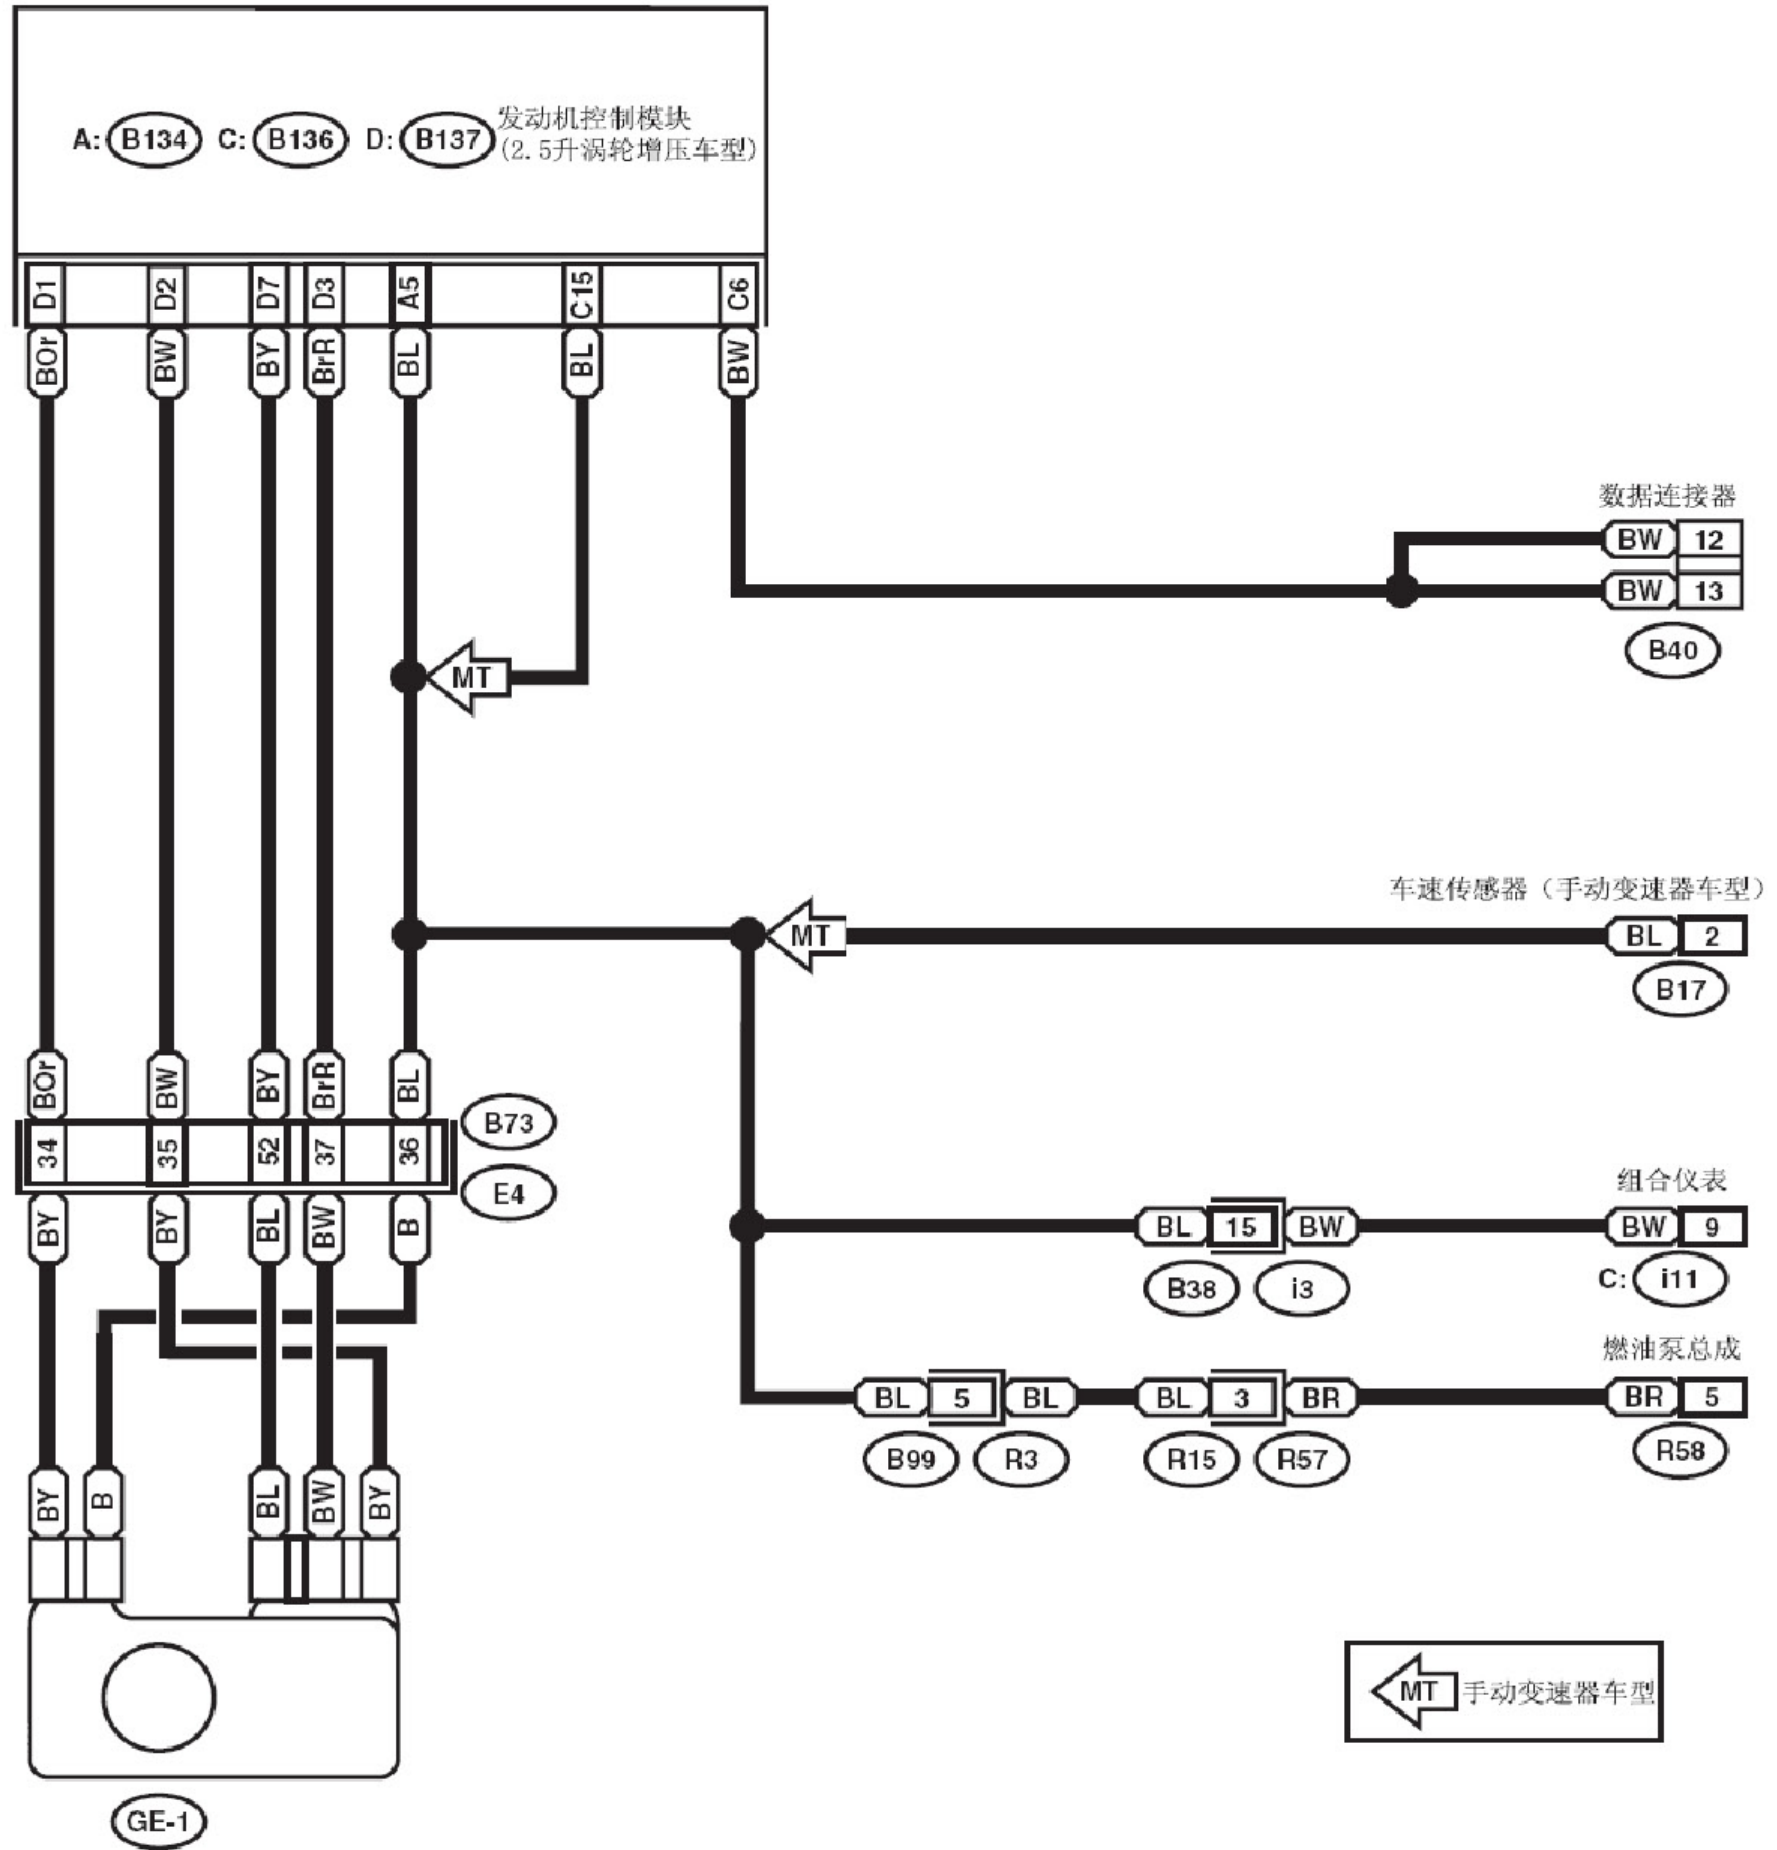 A: B134 C: B136 D: B137 发动机控制模块
(2.5升涡轮增压车型)
D1 D2 D7 D3 A5 C15 C6
BOr BW BY BrR BL BL BW
数据连接器
BW 12
BW 13
B40
MT
车速传感器（手动变速器车型）
MT BL 2
B17
BOr BW BY BrR BL
B73
34 35 52 37 36
E4
BY BY BL BW B
组合仪表
BL 15 BW BW 9
B38 i3 C: i11
燃油泵总成
BL 5 BL BL 3 BR BR 5
B99 R3 R15 R57 R58
BY B BL BW BY
MT 手动变速器车型
GE-1